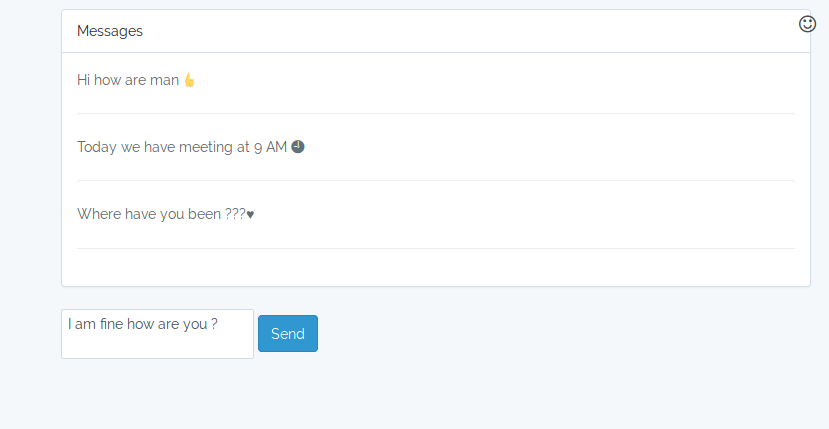 Messages
Hi how are man 👍
Today we have meeting at 9 AM 🕘
Where have you been ???♥
I am fine how are you ?
Send